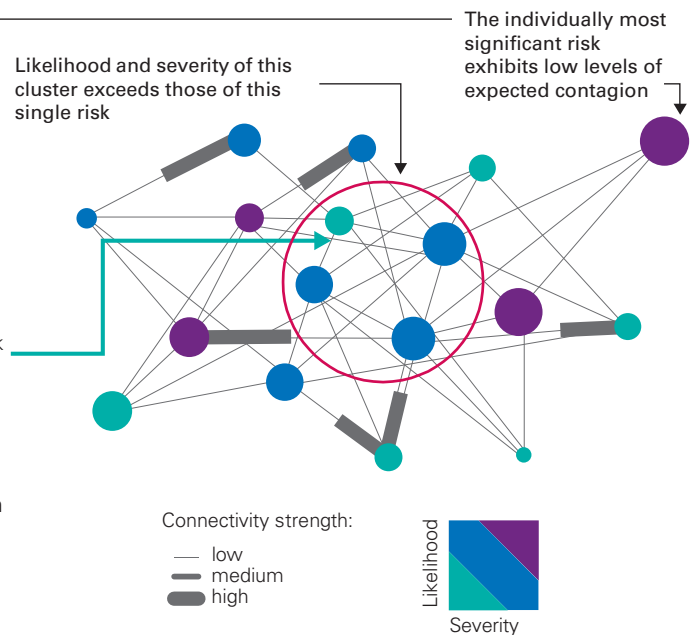 The individually most
significant risk
exhibits low levels of
expected contagion
Likelihood and severity of this
cluster exceeds those of this
single risk
Connectivity strength:
low
medium
high
Likelihood
Severity